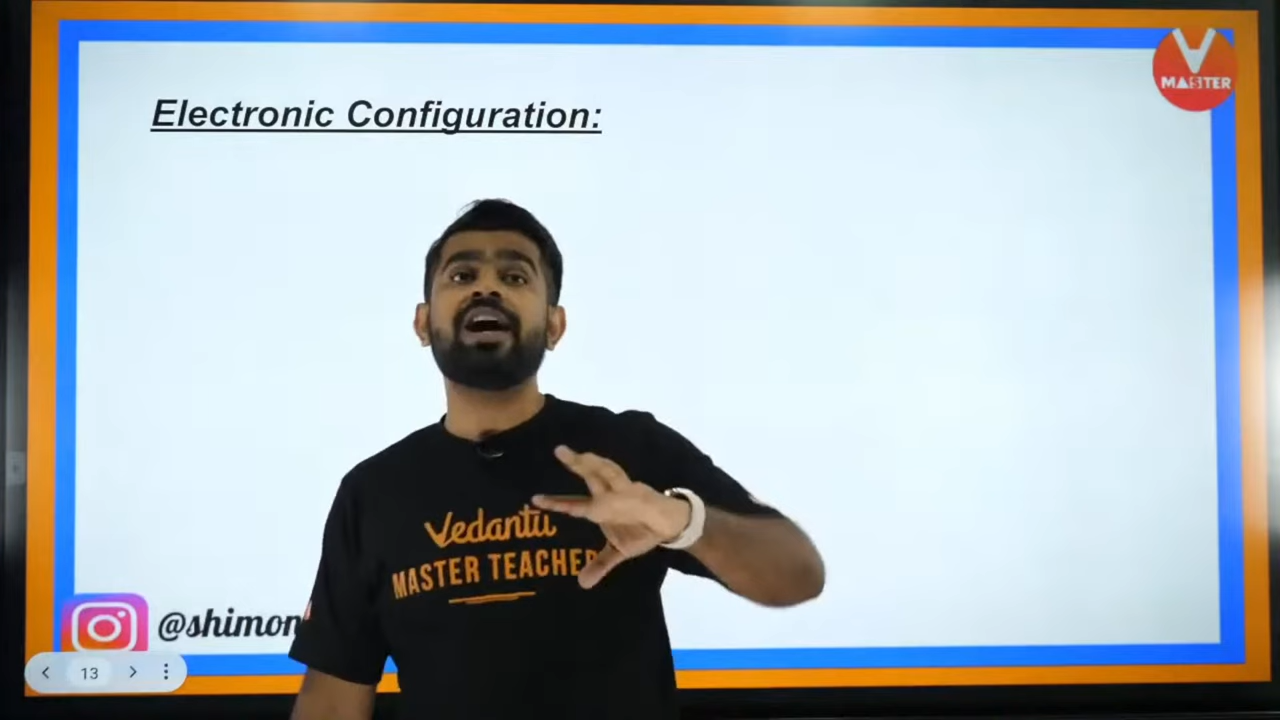 Electronic Configuration:
MASTER
Vedantu
MASTER TEACHER
@shimon
13